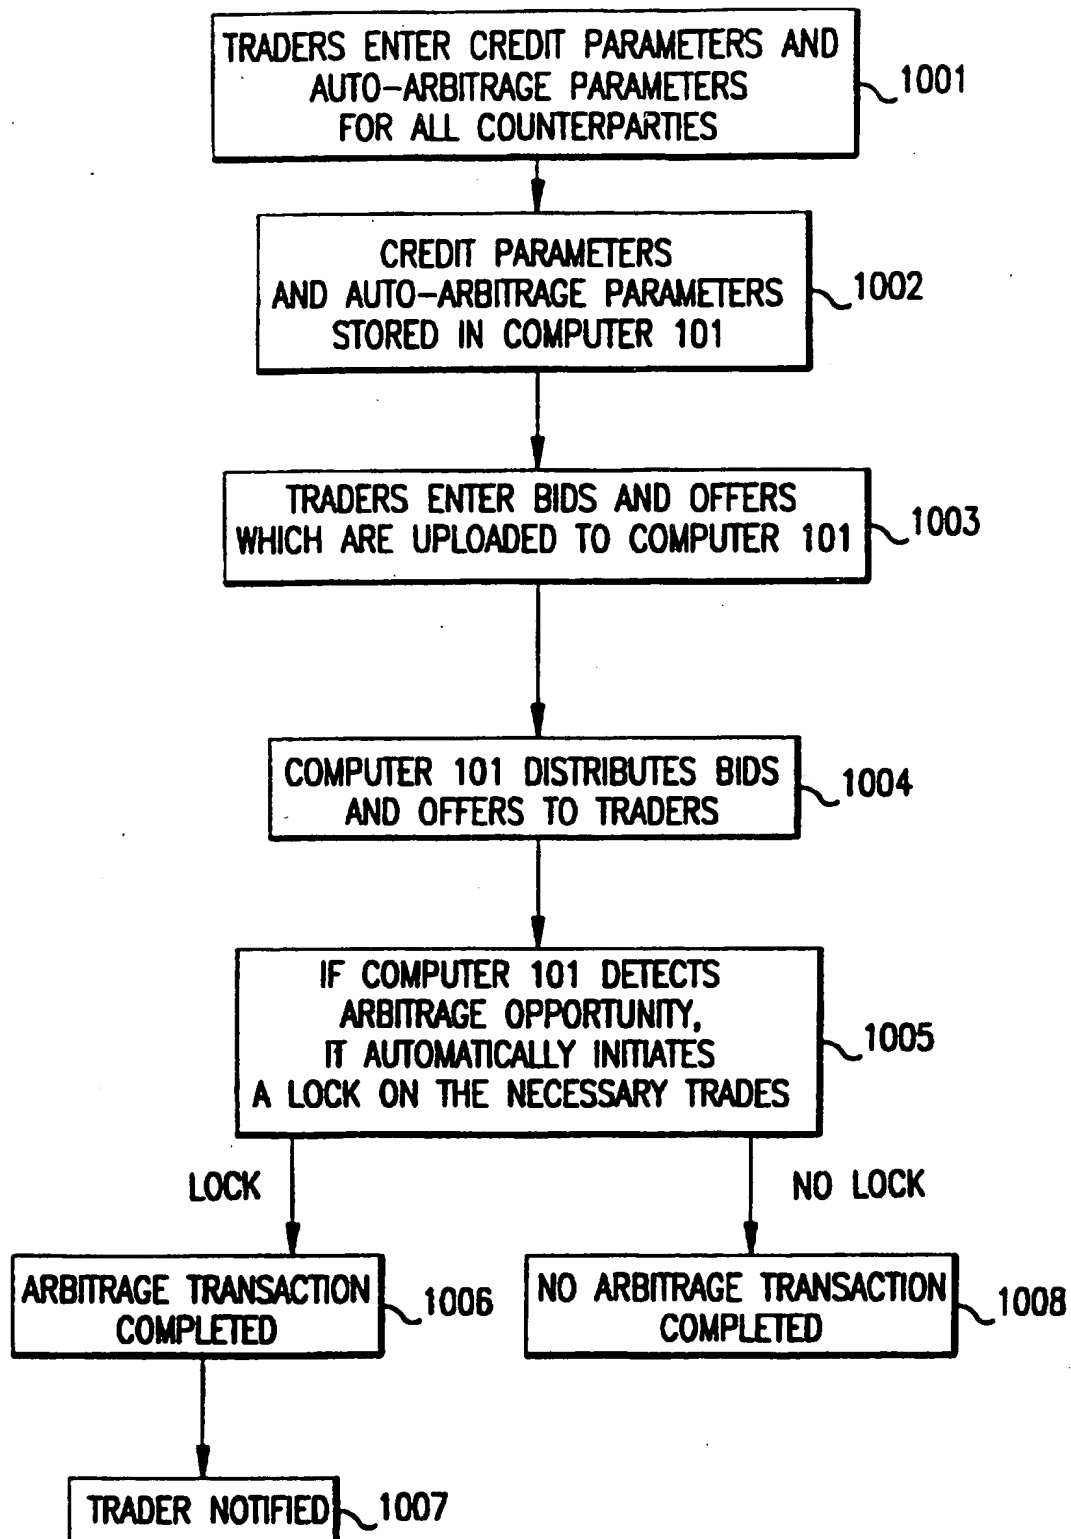 TRADERS ENTER CREDIT PARAMETERS AND
AUTO-ARBITRAGE PARAMETERS
FOR ALL COUNTERPARTIES
1001
CREDIT PARAMETERS
AND AUTO-ARBITRAGE PARAMETERS
STORED IN COMPUTER 101
1002
TRADERS ENTER BIDS AND OFFERS
WHICH ARE UPLOADED TO COMPUTER 101
1003
COMPUTER 101 DISTRIBUTES BIDS
AND OFFERS TO TRADERS
1004
IF COMPUTER 101 DETECTS
ARBITRAGE OPPORTUNITY,
IT AUTOMATICALLY INITIATES
A LOCK ON THE NECESSARY TRADES
1005
LOCK
NO LOCK
ARBITRAGE TRANSACTION
COMPLETED
1006
NO ARBITRAGE TRANSACTION
COMPLETED
1008
TRADER NOTIFIED
1007